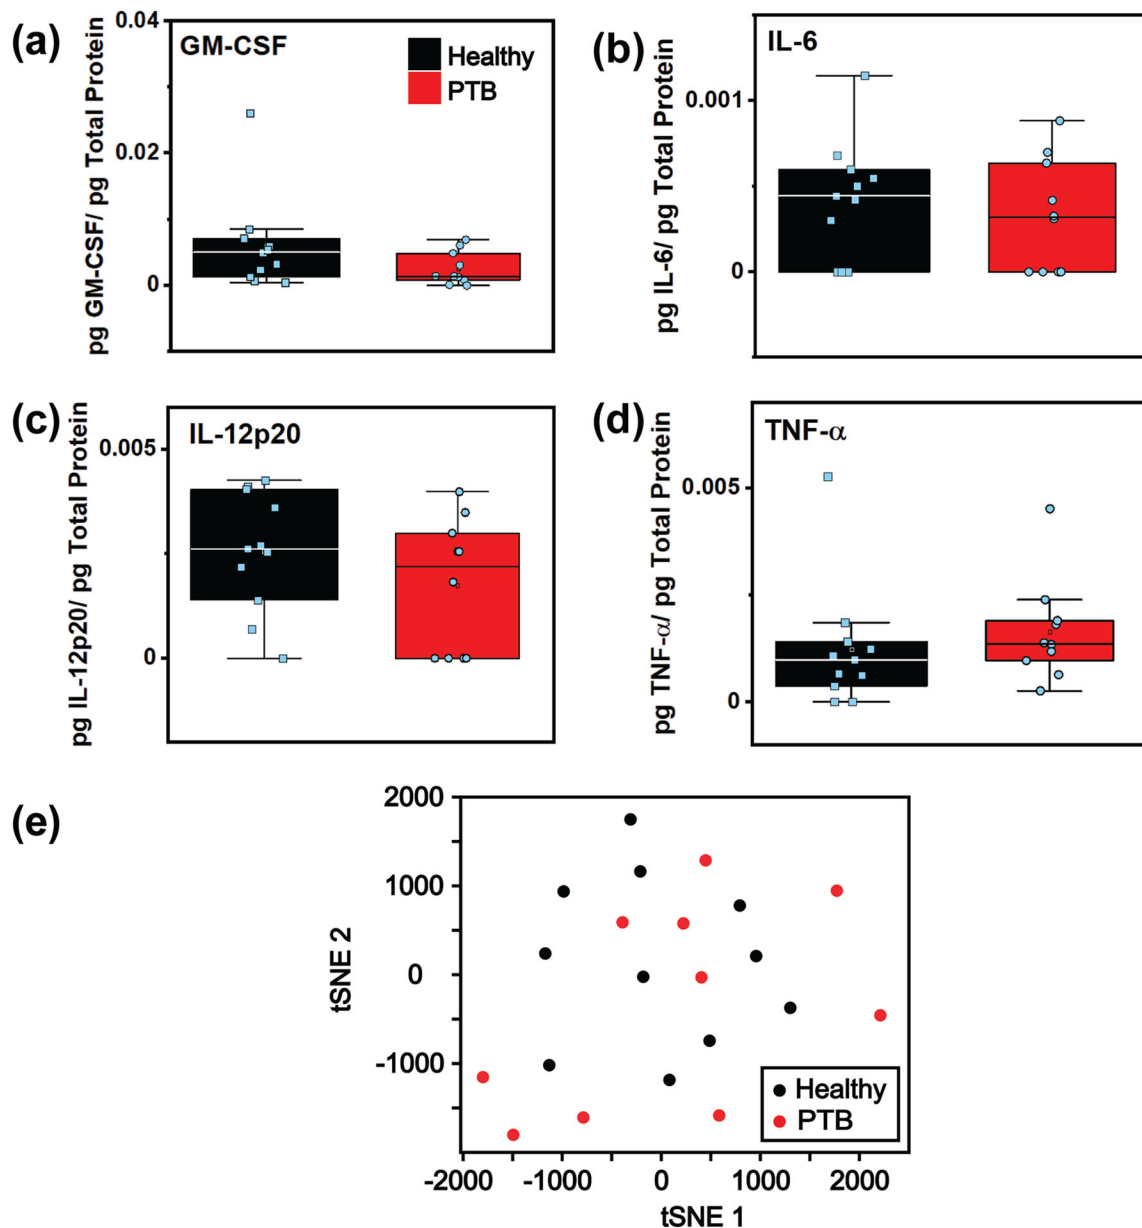 (a)
GM-CSF
Healthy
PTB
0.04
0.02
0
pg GM-CSF/ pg Total Protein
(b)
IL-6
0.001
0
pg IL-6/ pg Total Protein
(c)
IL-12p20
0.005
0
pg IL-12p20/ pg Total Protein
(d)
TNF-α
0.005
0
pg TNF-α/ pg Total Protein
(e)
2000
1000
0
-1000
tSNE 2
Healthy
PTB
-2000 -1000 0 1000 2000
tSNE 1